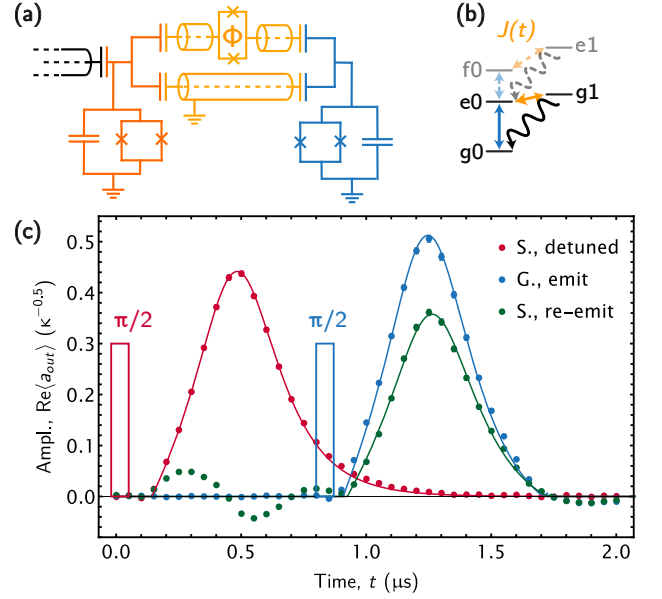 (a)
Φ
(b)
J(t)
e1
f0
e0
g1
g0
(c)
S., detuned
G., emit
S., re-emit
π/2
π/2
Ampl., Re⟨a_out⟩ (κ^−0.5)
0.5
0.4
0.3
0.2
0.1
0.0
0.0 0.5 1.0 1.5 2.0
Time, t (μs)